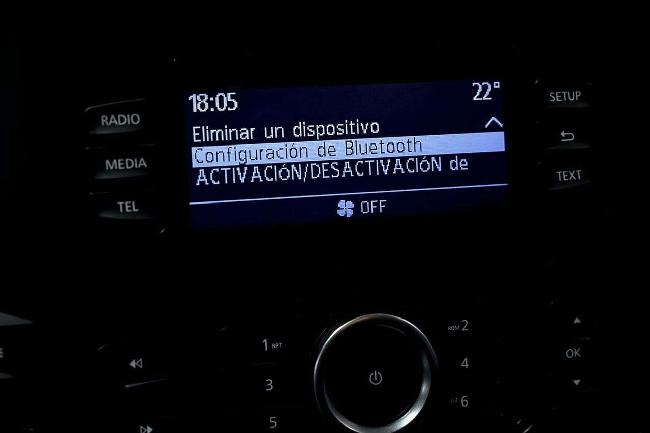 18:05 22°
Eliminar un dispositivo
Configuración de Bluetooth
ACTIVACIÓN/DESACTIVACIÓN de
OFF
RADIO
MEDIA
TEL
SETUP
TEXT
1 RPT
2
3
4
5
6
OK